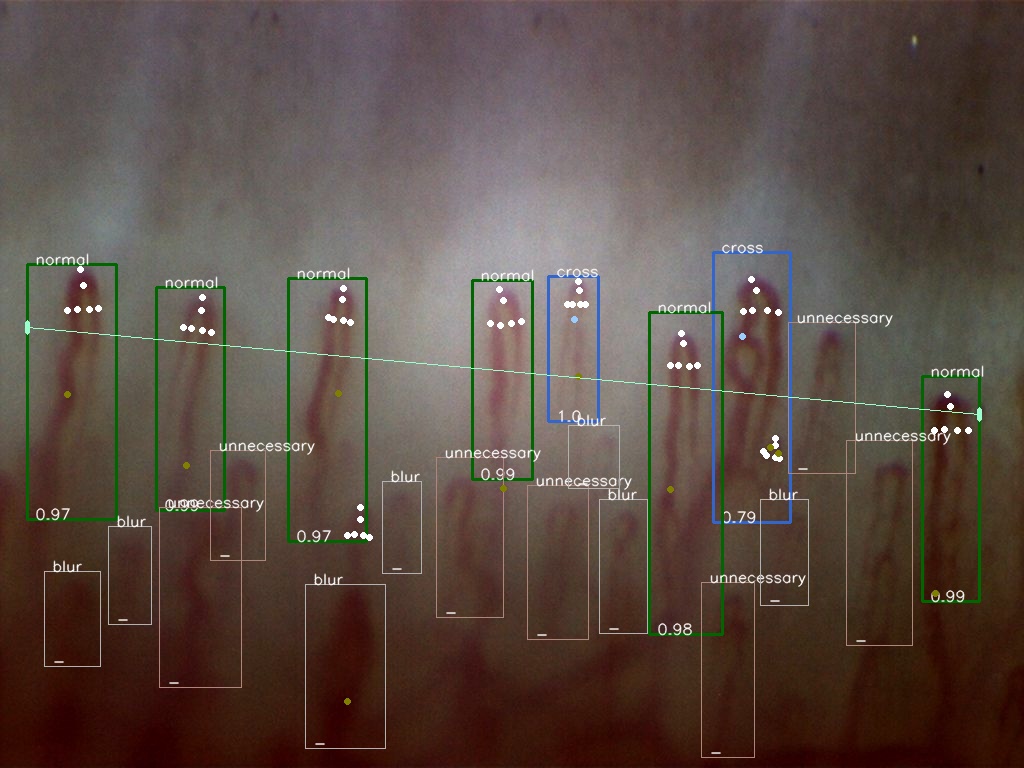 cross
normal
normal
normal
normal
cross
normal
unnecessary
normal
1.0
blur
unnecessary
unnecessary
unnecessary
0.99
blur
unnecessary
blur
blur
unnecessary
0.99
0.97
blur
0.79
0.97
blur
blur
unnecessary
0.99
0.98